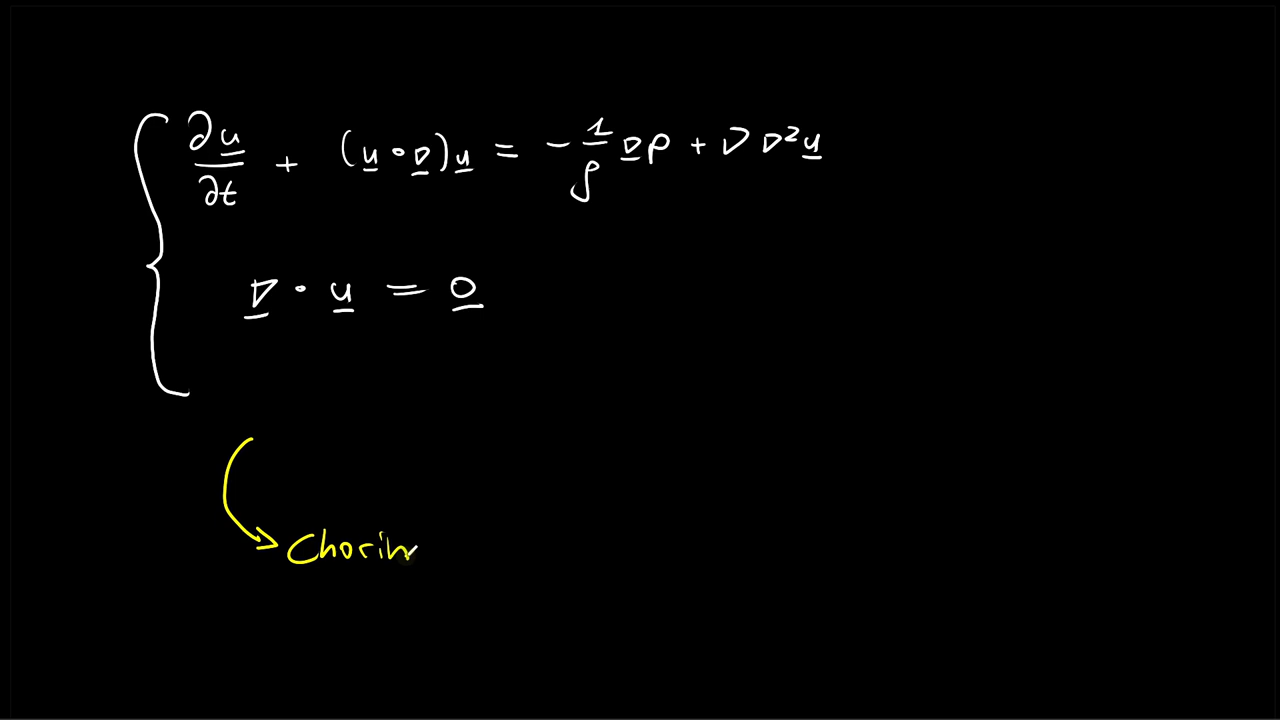 ∂u̲/∂t + (u̲ • ∇̲)u̲ = - 1/ρ ∇̲p + ν ∇²u̲
∇̲ • u̲ = 0̲
Chorin